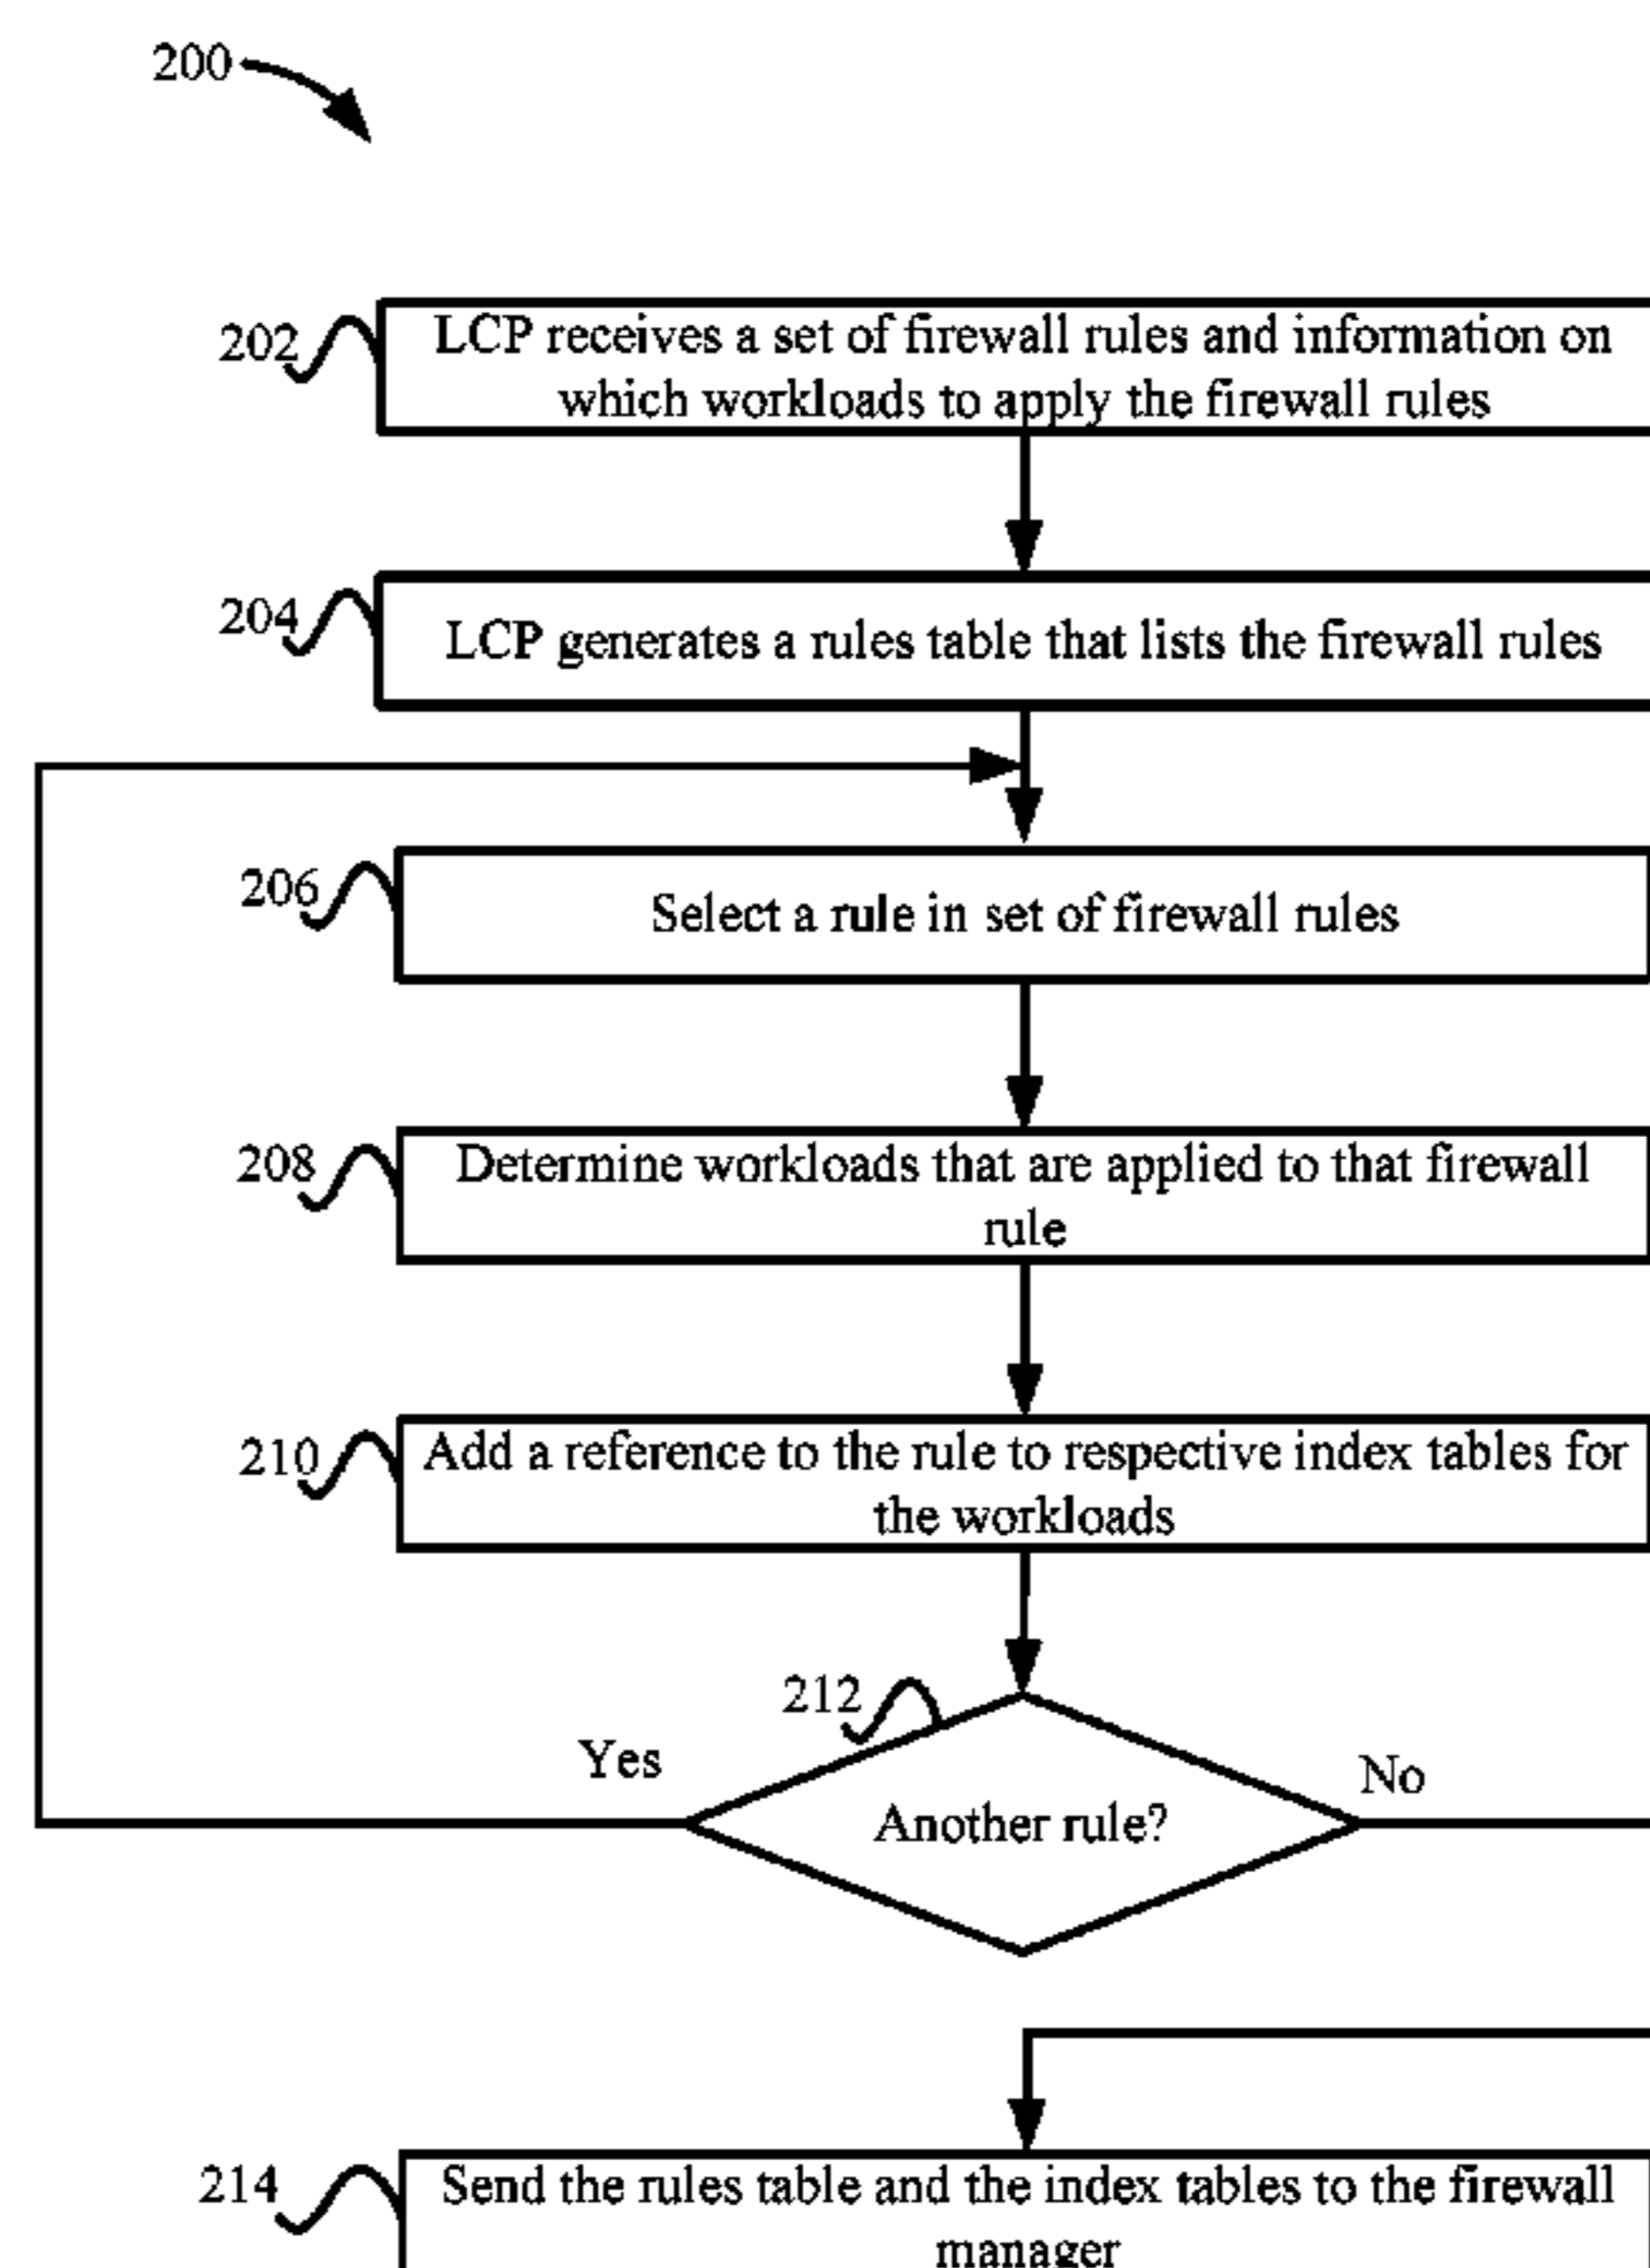 200
202
LCP receives a set of firewall rules and information on
which workloads to apply the firewall rules
204
LCP generates a rules table that lists the firewall rules
206
Select a rule in set of firewall rules
208
Determine workloads that are applied to that firewall
rule
210
Add a reference to the rule to respective index tables for
the workloads
212
Yes
No
Another rule?
214
Send the rules table and the index tables to the firewall
manager